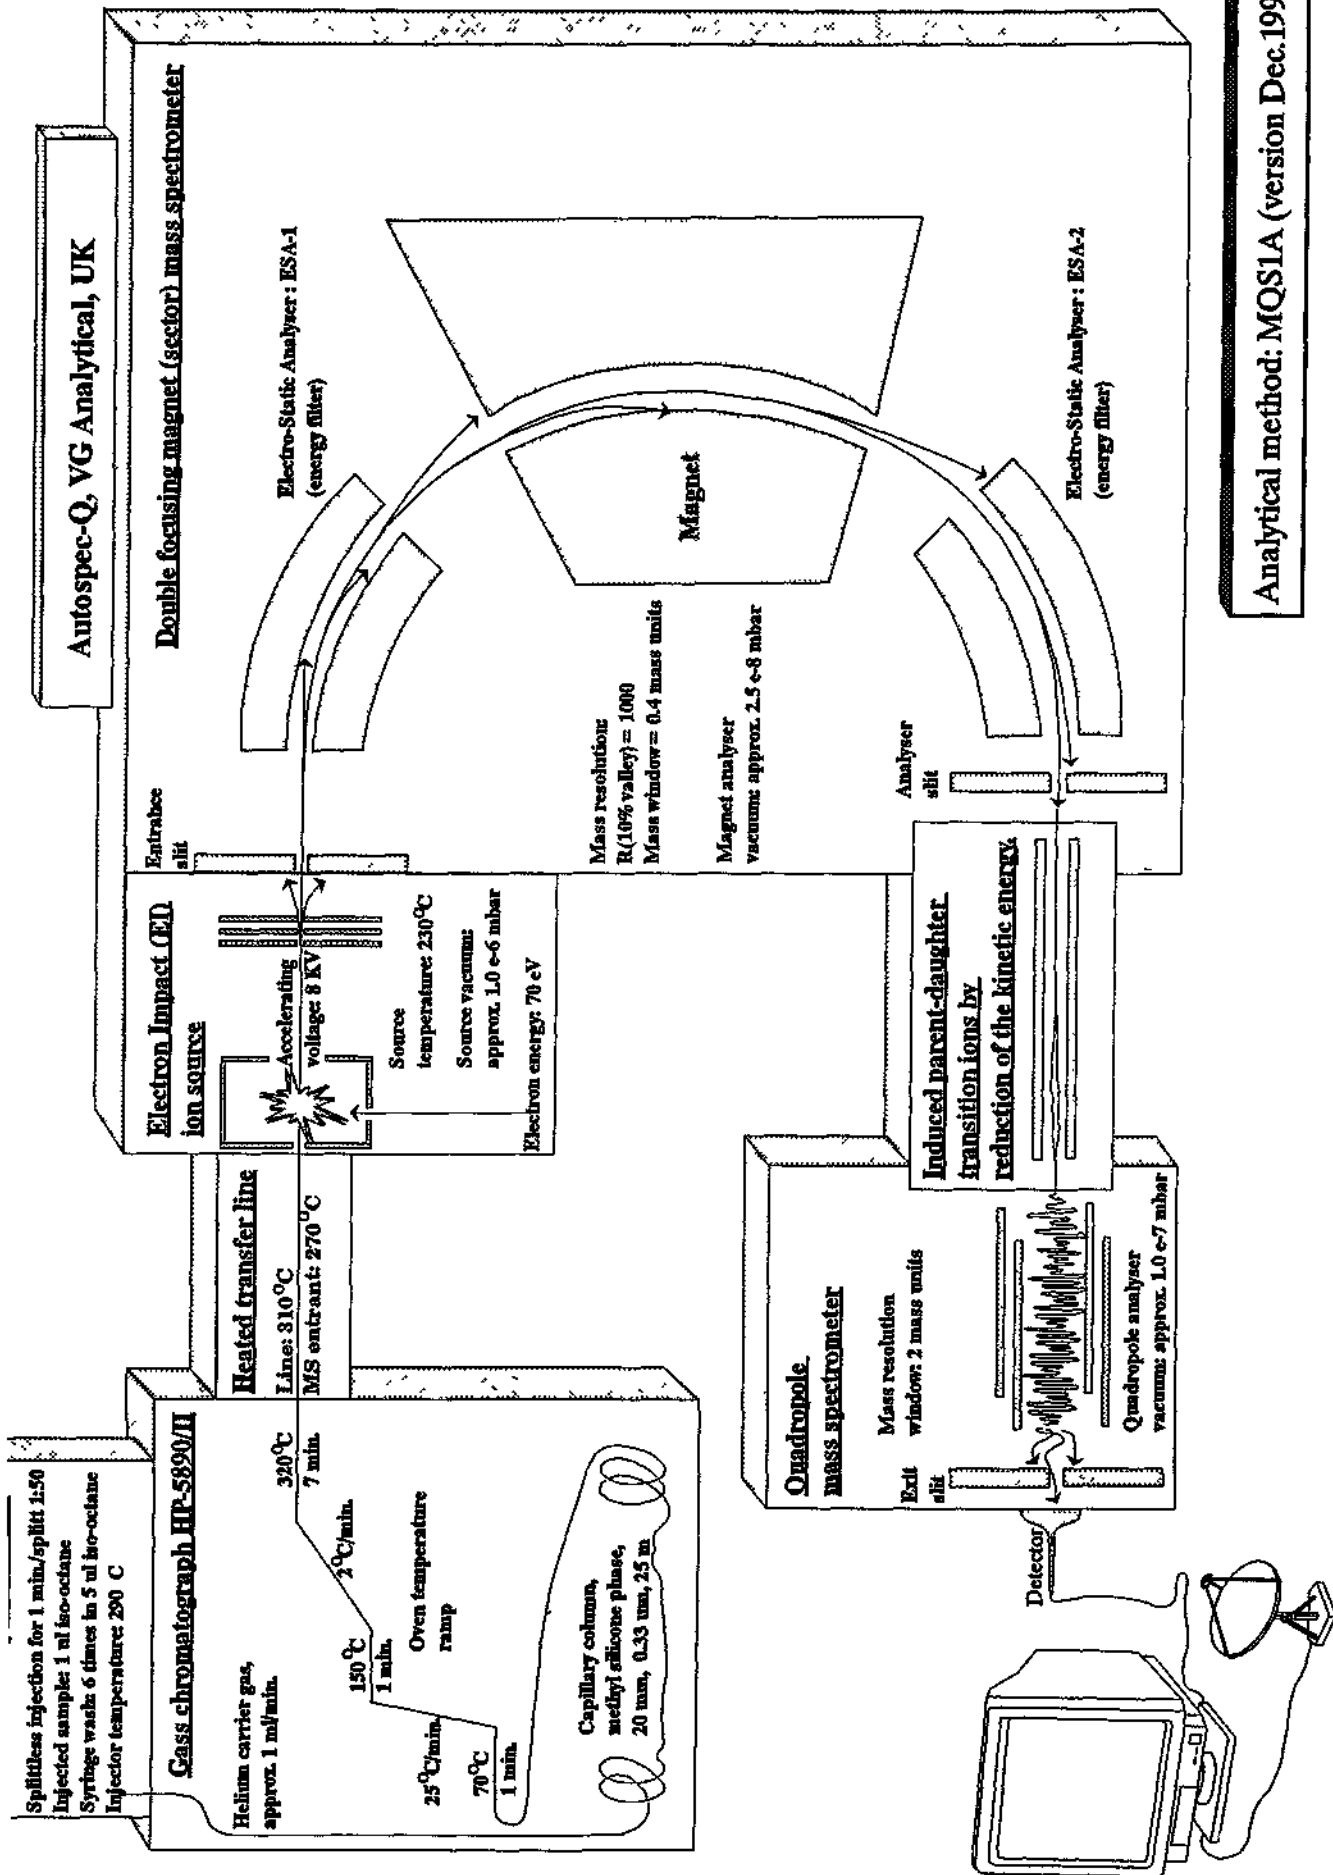 Splittless injection for 1 min./splitt 1:50
Injected sample: 1 ul iso-octane
Syringe wash: 6 times in 5 ul iso-octane
Injector temperature: 290 C
Gass chromatograph HP-5890/II
Helium carrier gas,
approx. 1 ml/min.
25°C/min.
70°C
1 min.
150°C
1 min.
2°C/min.
320°C
7 min.
Oven temperature
ramp
Capillary column,
methyl silicone phase,
20 mm, 0.33 um, 25 m
Heated transfer line
Line: 310°C
MS entrant: 270°C
Electron Impact (EI)
ion source
Accelerating
voltage: 8 KV
Source
temperature: 230°C
Source vacuum:
approx. 1.0 e-6 mbar
Electron energy: 70 eV
Autospec-Q, VG Analytical, UK
Double focusing magnet (sector) mass spectrometer
Entrance
slit
Electro-Static Analyser : ESA-1
(energy filter)
Magnet
Mass resolution:
R(10% valley) = 1000
Mass window = 0.4 mass units
Magnet analyser
vacuum: approx. 2.5 e-8 mbar
Electro-Static Analyser : ESA-2
(energy filter)
Analyser
slit
Induced parent-daughter
transition ions by
reduction of the kinetic energy.
Quadropole
mass spectrometer
Mass resolution
window: 2 mass units
Exit
slit
Quadropole analyser
vacuum: approx. 1.0 e-7 mbar
Detector
Analytical method: MQS1A (version Dec.199